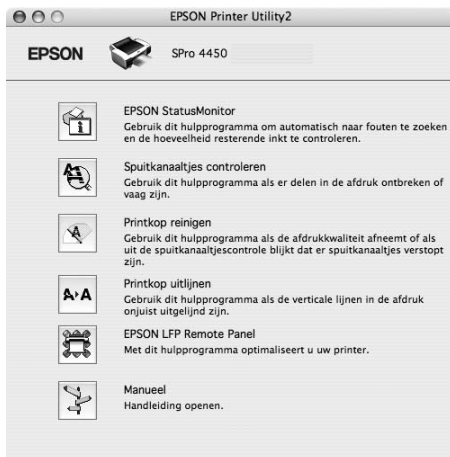 EPSON Printer Utility2
EPSON SPro 4450
EPSON StatusMonitor
Gebruik dit hulpprogramma om automatisch naar fouten te zoeken
en de hoeveelheid resterende inkt te controleren.
Spuitkanaaltjes controleren
Gebruik dit hulpprogramma als er delen in de afdruk ontbreken of
vaag zijn.
Printkop reinigen
Gebruik dit hulpprogramma als de afdrukkwaliteit afneemt of als
uit de spuitkanaaltjescontrole blijkt dat er spuitkanaaltjes verstopt
zijn.
Printkop uitlijnen
Gebruik dit hulpprogramma als de verticale lijnen in de afdruk
onjuist uitgelijnd zijn.
EPSON LFP Remote Panel
Met dit hulpprogramma optimaliseert u uw printer.
Manueel
Handleiding openen.